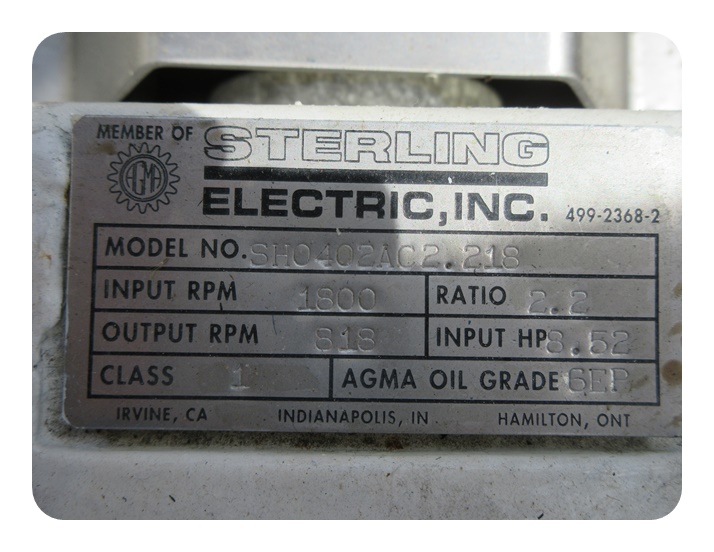 MEMBER OF STERLING
AGMA
ELECTRIC, INC. 499-2368-2
MODEL NO. SH0402AC2.218
INPUT RPM 1800 RATIO 2.2
OUTPUT RPM 818 INPUT HP 8.52
CLASS 1 AGMA OIL GRADE 6EP
IRVINE, CA INDIANAPOLIS, IN HAMILTON, ONT